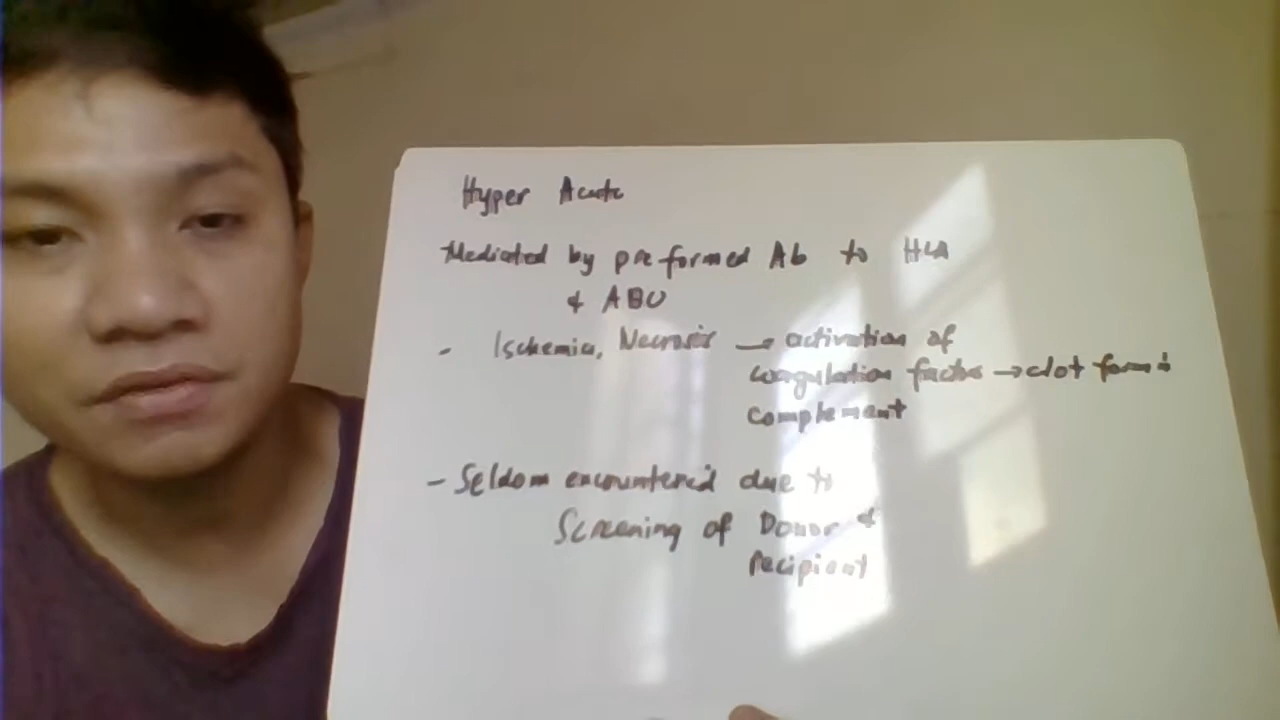 Hyper Acute
Mediated by preformed Ab to HLA
& ABO
- Ischemia, Necrosis → activation of
coagulation factors → clot form'
complement
- Seldom encountered due to
Screening of Donor &
recipient